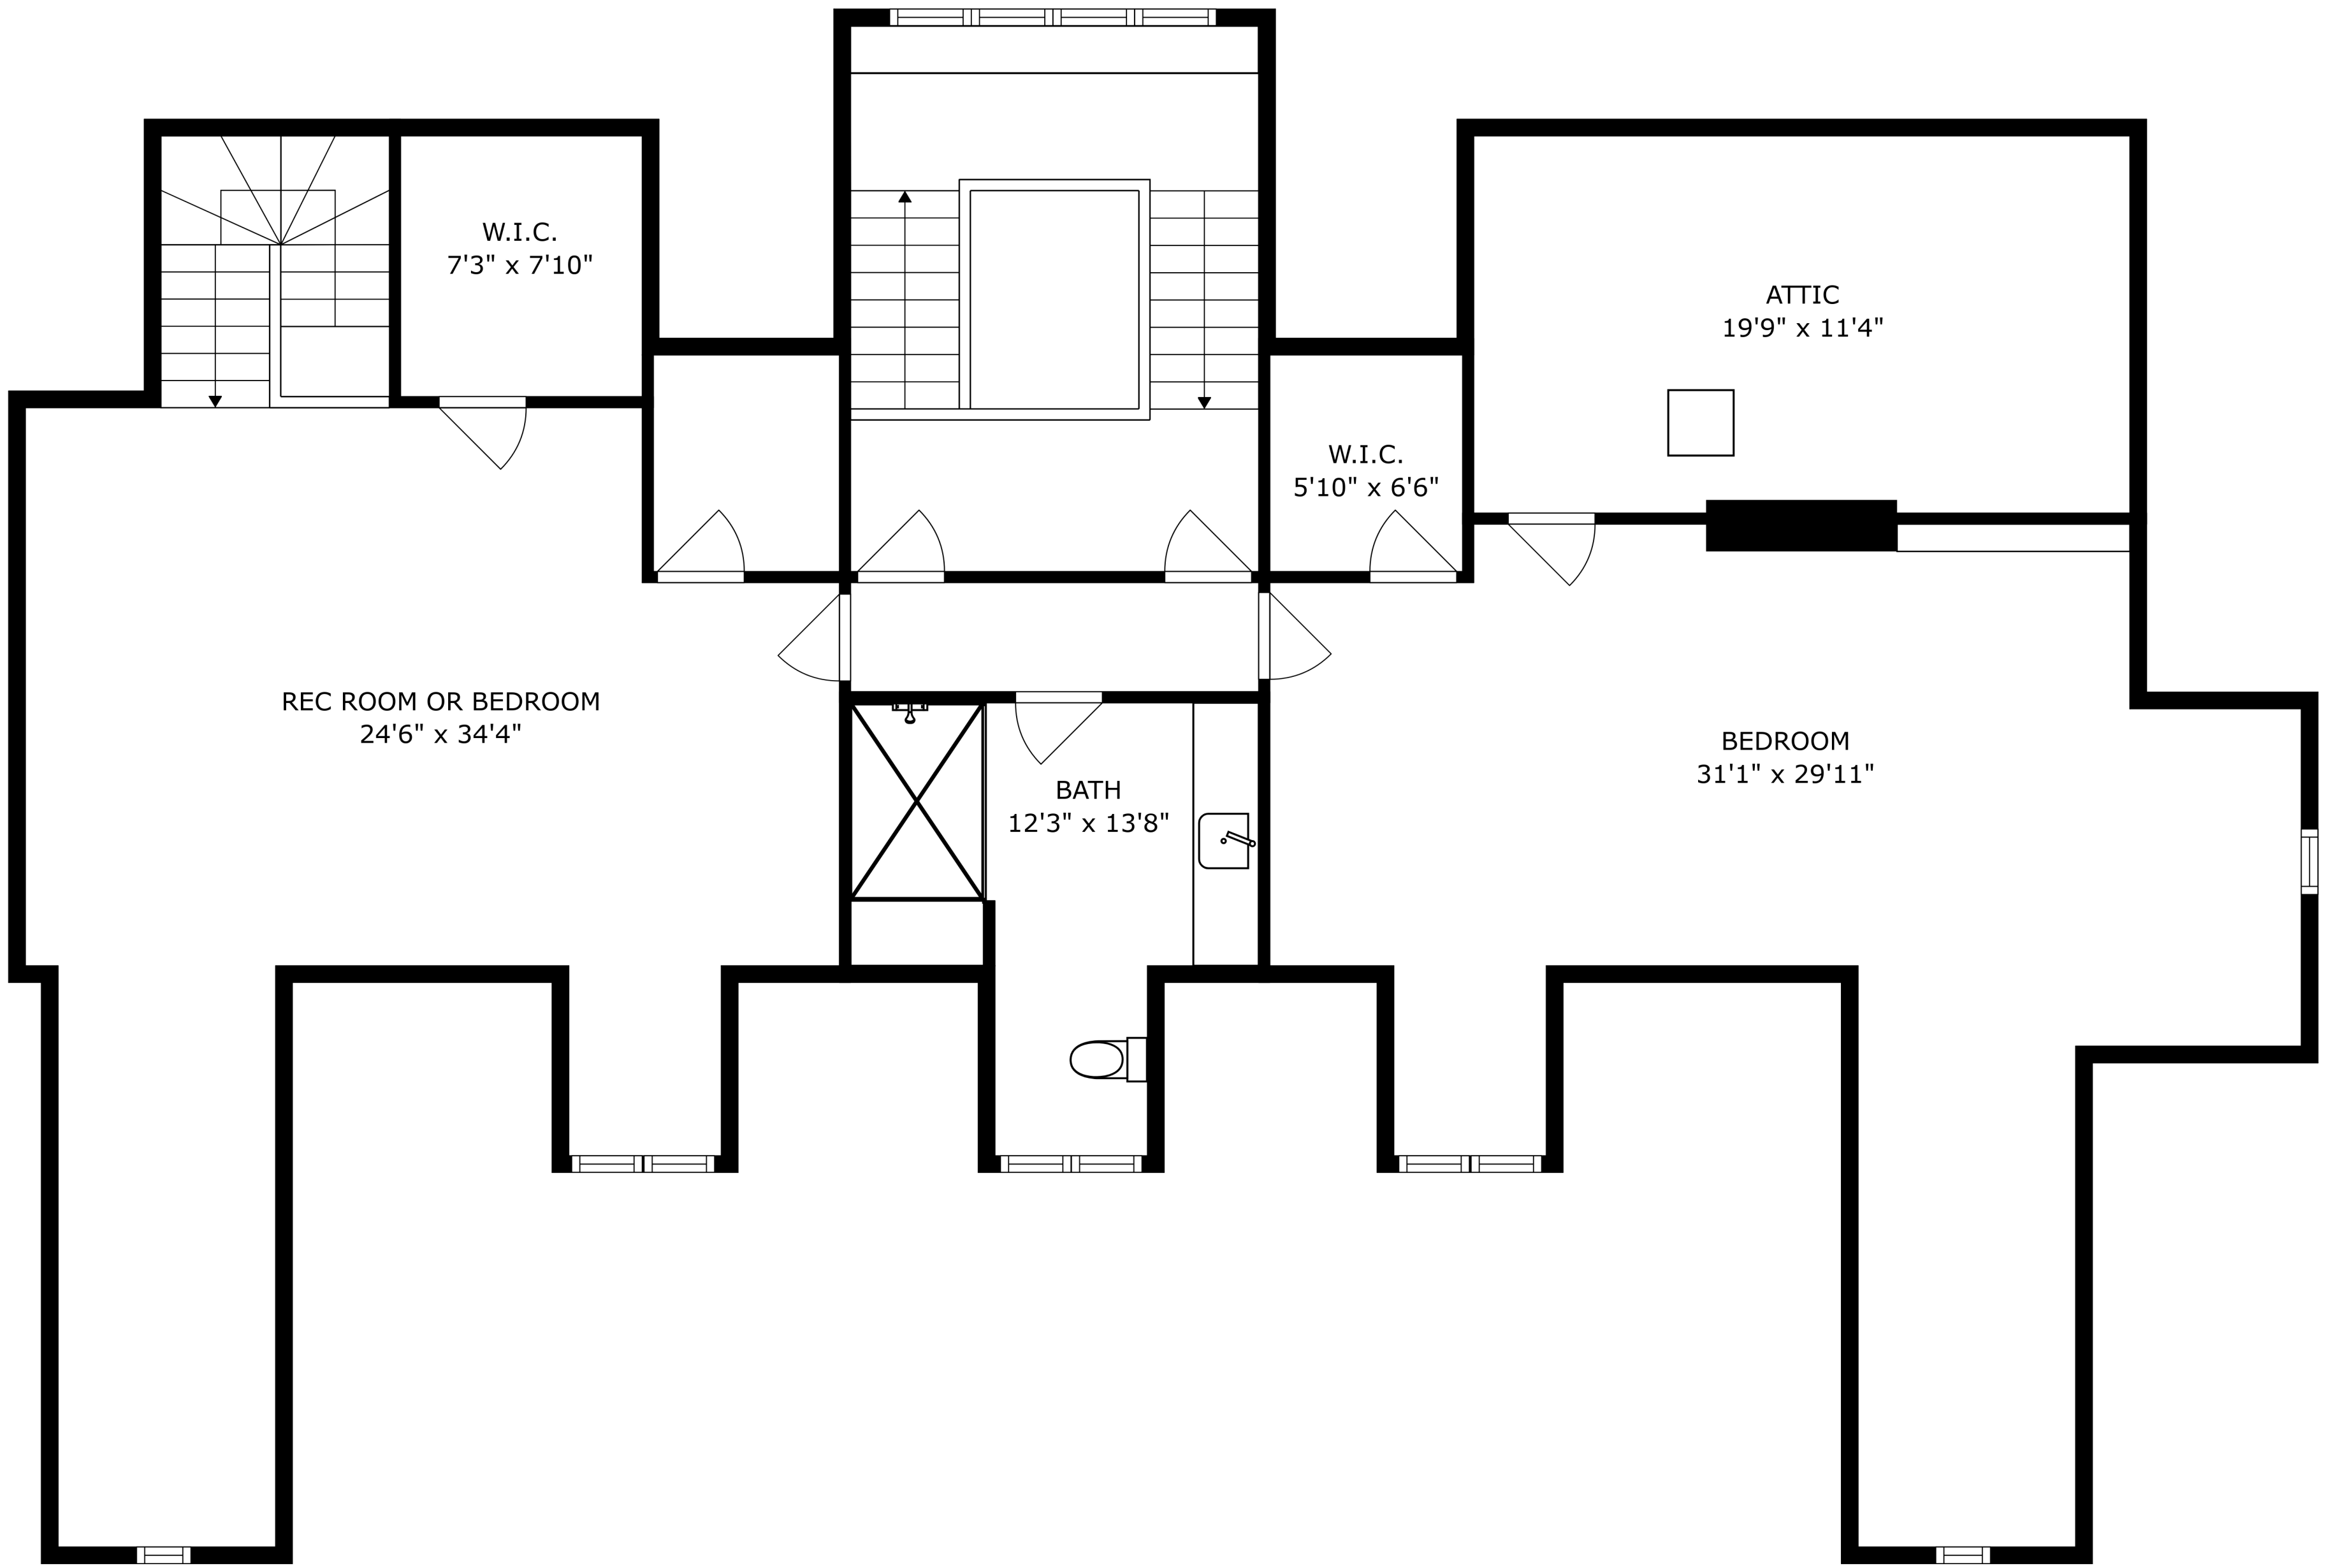 W.I.C.
7'3" x 7'10"
ATTIC
19'9" x 11'4"
W.I.C.
5'10" x 6'6"
REC ROOM OR BEDROOM
24'6" x 34'4"
BEDROOM
31'1" x 29'11"
BATH
12'3" x 13'8"